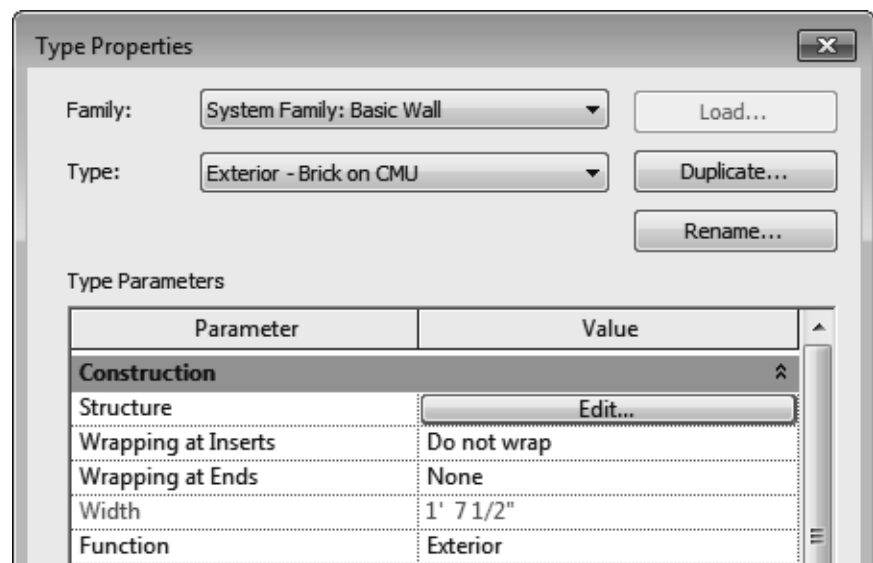 Type Properties
Family: System Family: Basic Wall Load...
Type: Exterior - Brick on CMU Duplicate...
Rename...
Type Parameters
Parameter Value
Construction
Structure Edit...
Wrapping at Inserts Do not wrap
Wrapping at Ends None
Width 1' 7 1/2"
Function Exterior